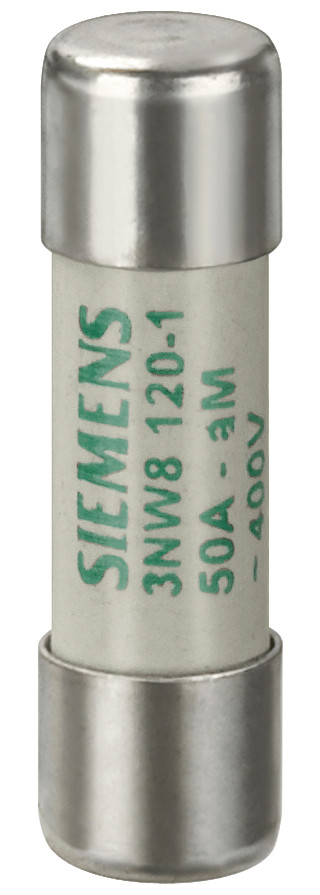 SIEMENS
3NW8 120-1
50A - aM
~ 400V